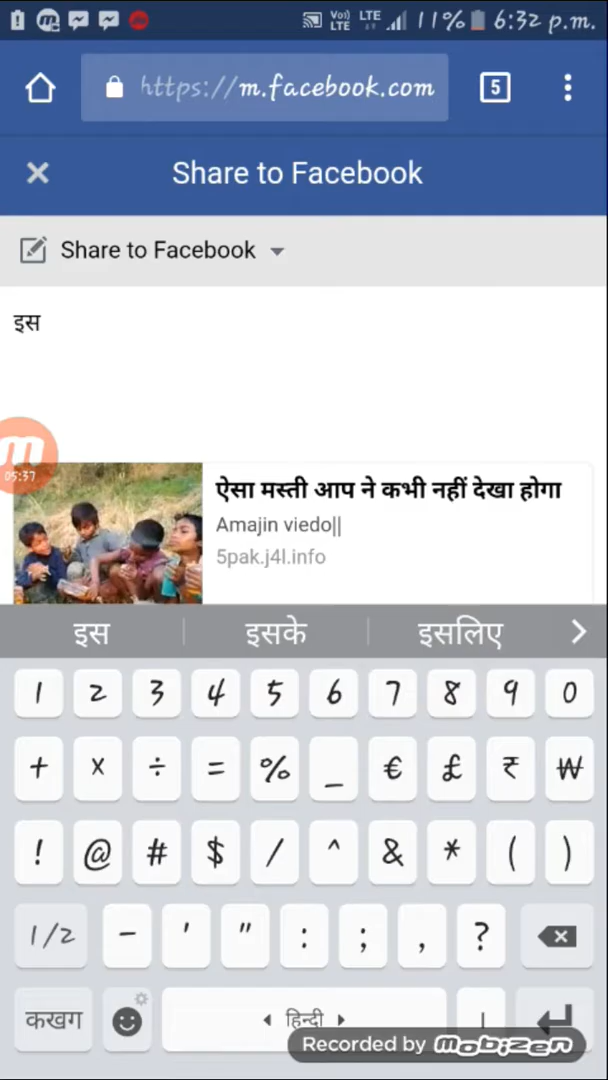 11% 6:32 p.m.
https://m.facebook.com
5
Share to Facebook
Share to Facebook
इस
m
05:37
ऐसा मस्ती आप ने कभी नहीं देखा होगा
Amajin viedo||
5pak.j4l.info
इस इसके इसलिए
1 2 3 4 5 6 7 8 9 0
+ × ÷ = % _ € £ ₹ ₩
! @ # $ / ^ & * ( )
1/2 - ' " : ; , ?
कखग हिन्दी ।
Recorded by mobizen